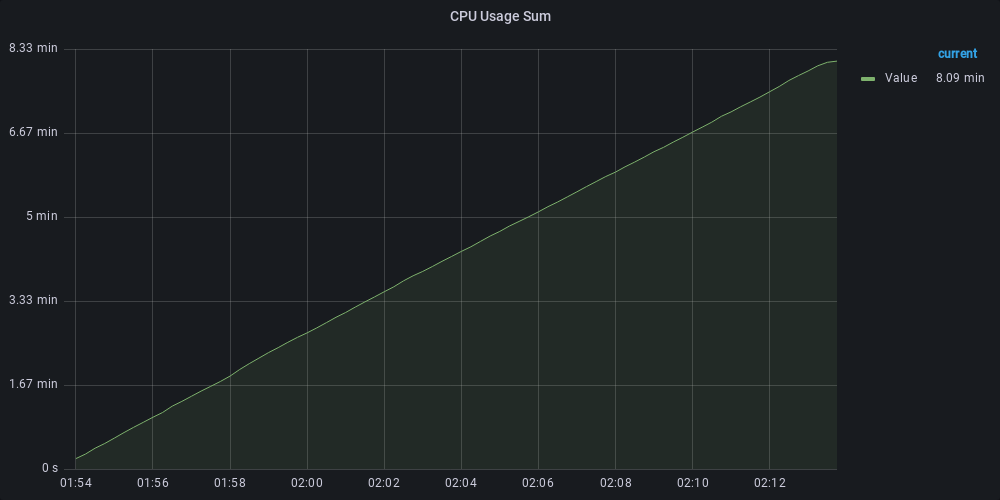 CPU Usage Sum
8.33 min
6.67 min
5 min
3.33 min
1.67 min
0 s
01:54 01:56 01:58 02:00 02:02 02:04 02:06 02:08 02:10 02:12
current
Value 8.09 min